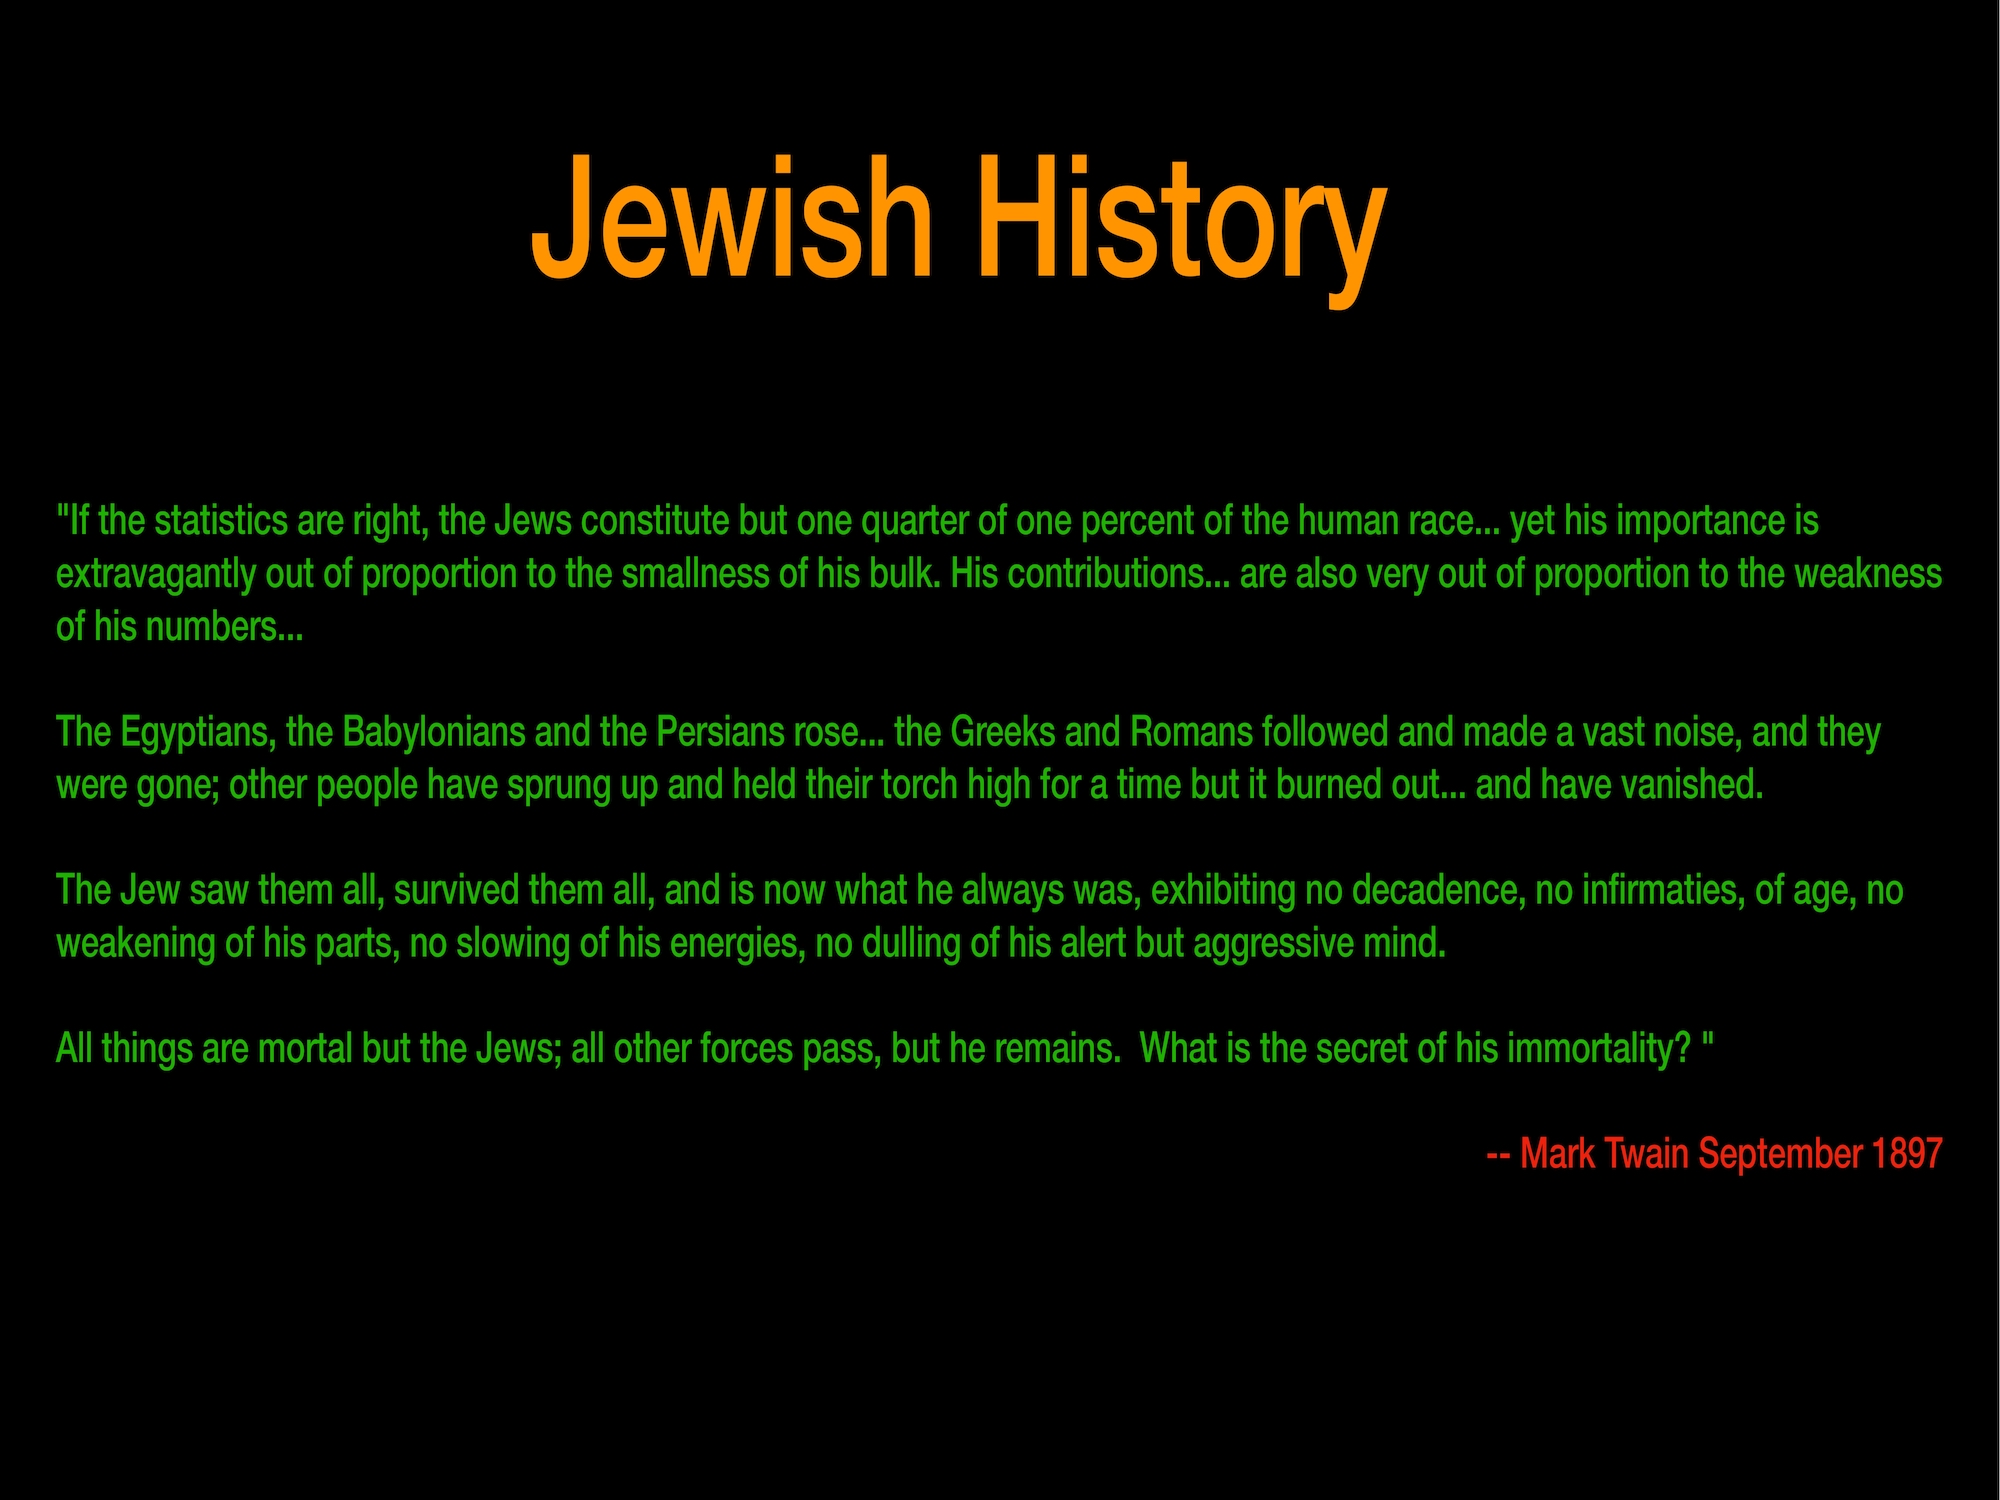 Jewish History
"If the statistics are right, the Jews constitute but one quarter of one percent of the human race... yet his importance is
extravagantly out of proportion to the smallness of his bulk. His contributions... are also very out of proportion to the weakness
of his numbers...
The Egyptians, the Babylonians and the Persians rose... the Greeks and Romans followed and made a vast noise, and they
were gone; other people have sprung up and held their torch high for a time but it burned out... and have vanished.
The Jew saw them all, survived them all, and is now what he always was, exhibiting no decadence, no infirmaties, of age, no
weakening of his parts, no slowing of his energies, no dulling of his alert but aggressive mind.
All things are mortal but the Jews; all other forces pass, but he remains.  What is the secret of his immortality? "
-- Mark Twain September 1897